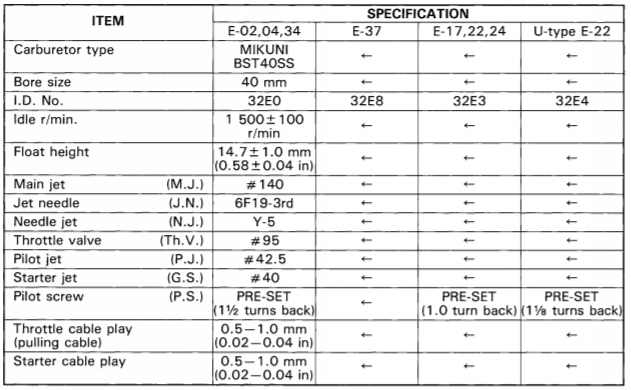 ITEM SPECIFICATION
E-02,04,34 E-37 E-17,22,24 U-type E-22
Carburetor type MIKUNI BST40SS ← ← ←
Bore size 40 mm ← ← ←
I.D. No. 32E0 32E8 32E3 32E4
Idle r/min. 1 500±100 r/min ← ← ←
Float height 14.7±1.0 mm (0.58±0.04 in) ← ← ←
Main jet (M.J.) #140 ← ← ←
Jet needle (J.N.) 6F19-3rd ← ← ←
Needle jet (N.J.) Y-5 ← ← ←
Throttle valve (Th.V.) #95 ← ← ←
Pilot jet (P.J.) #42.5 ← ← ←
Starter jet (G.S.) #40 ← ← ←
Pilot screw (P.S.) PRE-SET (1½ turns back) ← PRE-SET (1.0 turn back) PRE-SET (1⅛ turns back)
Throttle cable play (pulling cable) 0.5–1.0 mm (0.02–0.04 in) ← ← ←
Starter cable play 0.5–1.0 mm (0.02–0.04 in) ← ← ←